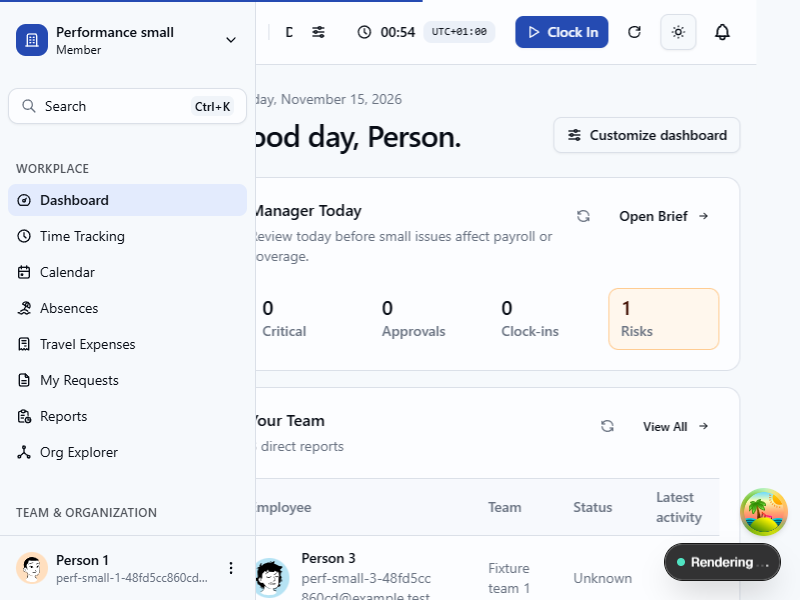 Performance small
Member
00:54
UTC+01:00
Clock In
Search
Ctrl+K
day, November 15, 2026
ood day, Person.
Customize dashboard
WORKPLACE
Dashboard
Time Tracking
Calendar
Absences
Travel Expenses
My Requests
Reports
Org Explorer
TEAM & ORGANIZATION
Person 1
perf-small-1-48fd5cc860cd...
Manager Today
Open Brief
Review today before small issues affect payroll or
overage.
0
Critical
0
Approvals
0
Clock-ins
1
Risks
Your Team
View All
direct reports
mployee
Team
Status
Latest
activity
Person 3
perf-small-3-48fd5cc
860cd@example.test
Fixture
team 1
Unknown
Rendering...